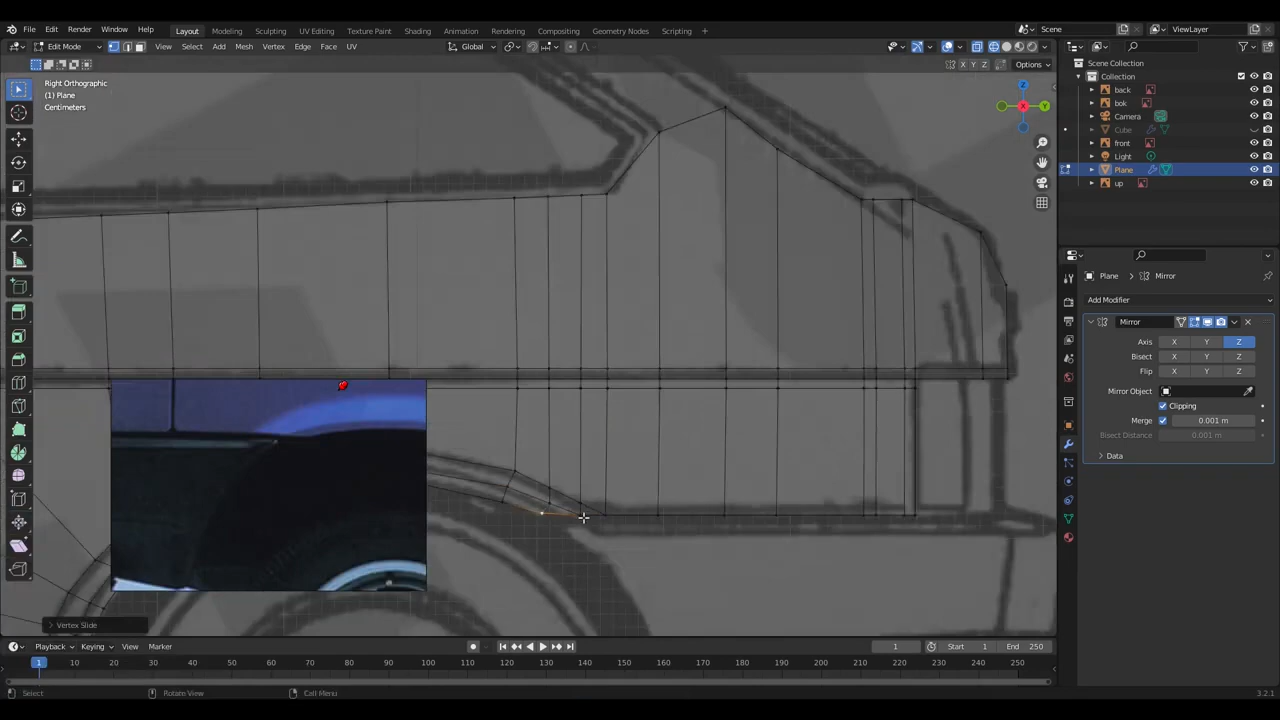 File Edit Render Window Help Layout Modeling Sculpting UV Editing Texture Paint Shading Animation Rendering Compositing Geometry Nodes Scripting + Scene ViewLayer
Edit Mode View Select Add Mesh Vertex Edge Face UV Global
X Y Z Options
Right Orthographic
(1) Plane
Centimeters
Z
X
Y
Scene Collection
Collection
back
bok
Camera
Cube
front
Light
Plane
up
Plane Mirror
Add Modifier
Mirror
Axis X Y Z
Bisect X Y Z
Flip X Y Z
Mirror Object
Clipping
Merge 0.001 m
Bisect Distance 0.001 m
Data
Vertex Slide
Playback Keying View Marker 1 Start 1 End 250
1 10 20 30 40 50 60 70 80 90 100 110 120 130 140 150 160 170 180 190 200 210 220 230 240 250
Select Rotate View Call Menu 3.2.1